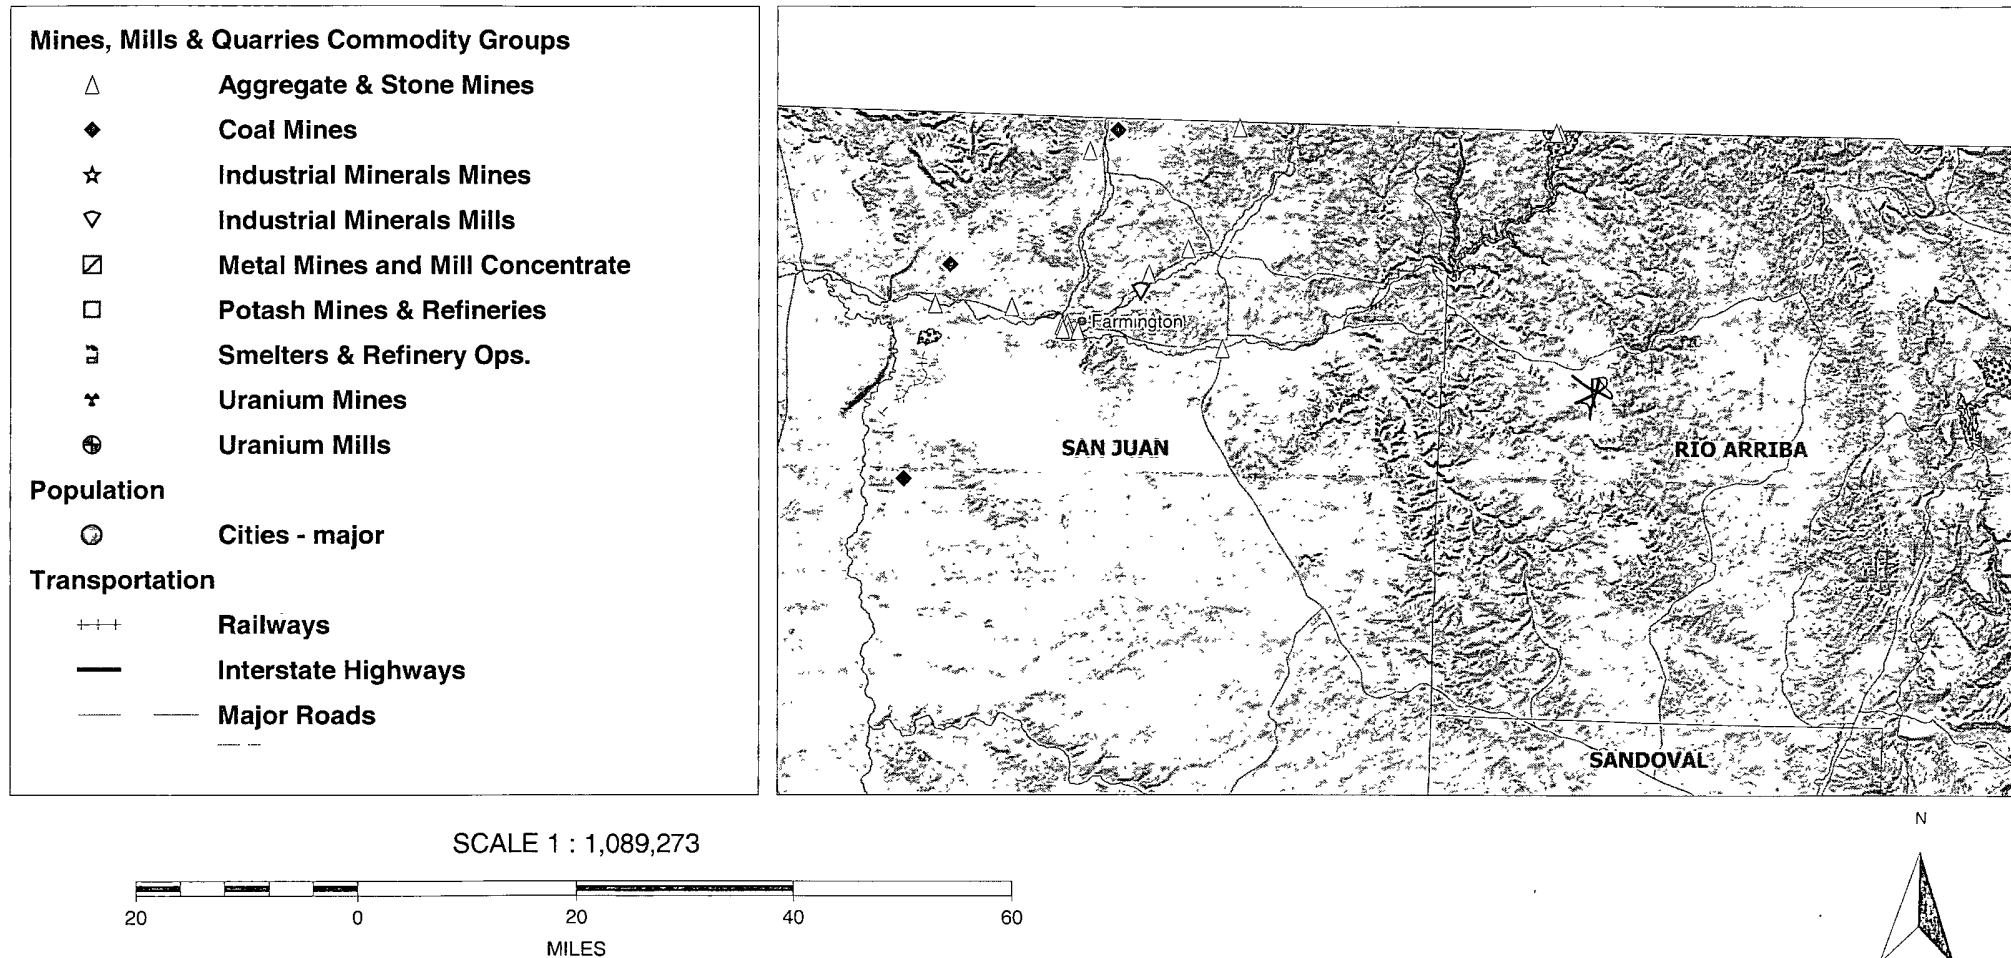 Mines, Mills & Quarries Commodity Groups
Aggregate & Stone Mines
Coal Mines
Industrial Minerals Mines
Industrial Minerals Mills
Metal Mines and Mill Concentrate
Potash Mines & Refineries
Smelters & Refinery Ops.
Uranium Mines
Uranium Mills
Population
Cities - major
Transportation
Railways
Interstate Highways
Major Roads
Farmington
SAN JUAN
RIO ARRIBA
SANDOVAL
SCALE 1 : 1,089,273
20 0 20 40 60
MILES
N